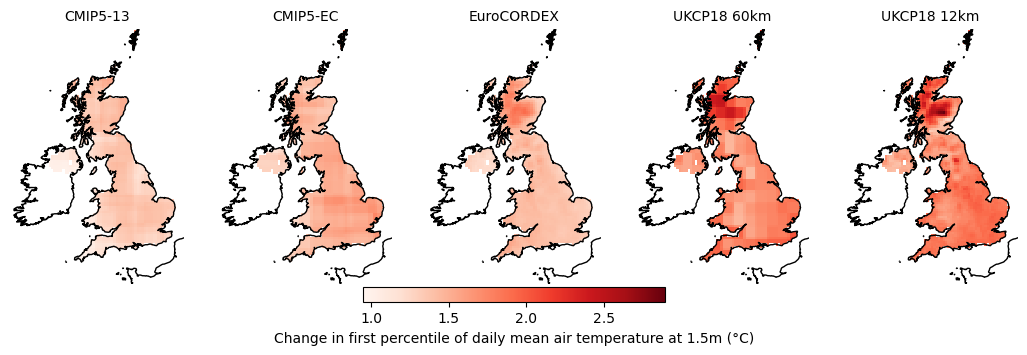 CMIP5-13
CMIP5-EC
EuroCORDEX
UKCP18 60km
UKCP18 12km
1.0
1.5
2.0
2.5
Change in first percentile of daily mean air temperature at 1.5m (°C)